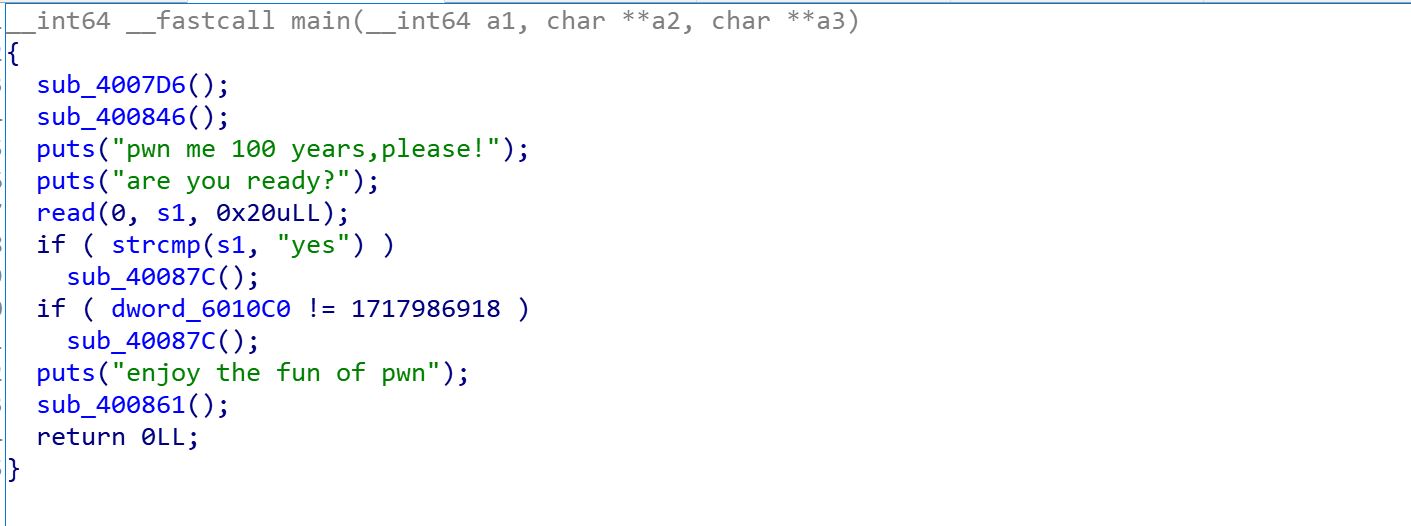 __int64 __fastcall main(__int64 a1, char **a2, char **a3)
{
  sub_4007D6();
  sub_400846();
  puts("pwn me 100 years,please!");
  puts("are you ready?");
  read(0, s1, 0x20uLL);
  if ( strcmp(s1, "yes") )
    sub_40087C();
  if ( dword_6010C0 != 1717986918 )
    sub_40087C();
  puts("enjoy the fun of pwn");
  sub_400861();
  return 0LL;
}